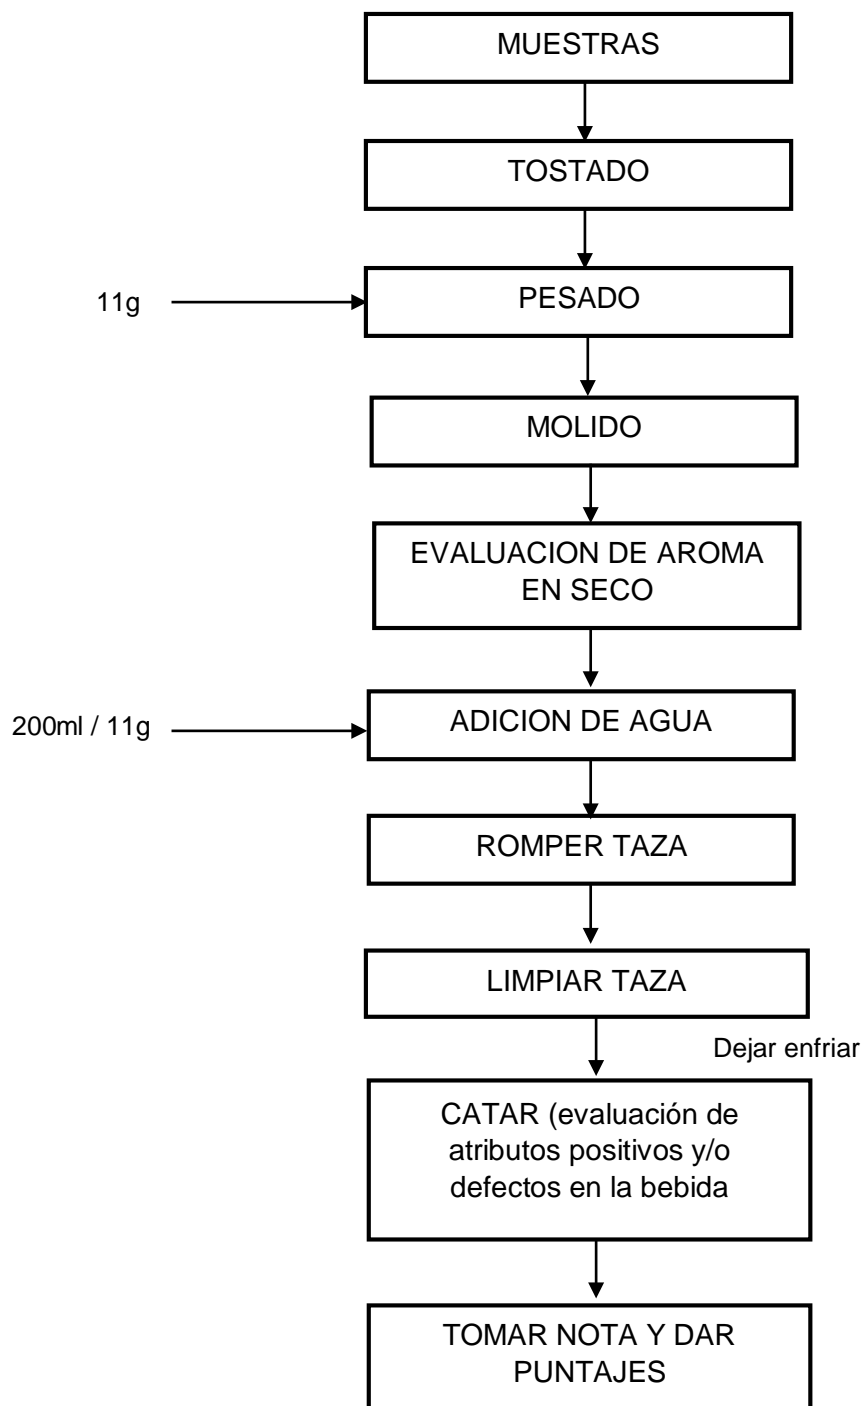 MUESTRAS
TOSTADO
11g
PESADO
MOLIDO
EVALUACION DE AROMA
EN SECO
200ml / 11g
ADICION DE AGUA
ROMPER TAZA
LIMPIAR TAZA
Dejar enfriar
CATAR (evaluación de
atributos positivos y/o
defectos en la bebida
TOMAR NOTA Y DAR
PUNTAJES